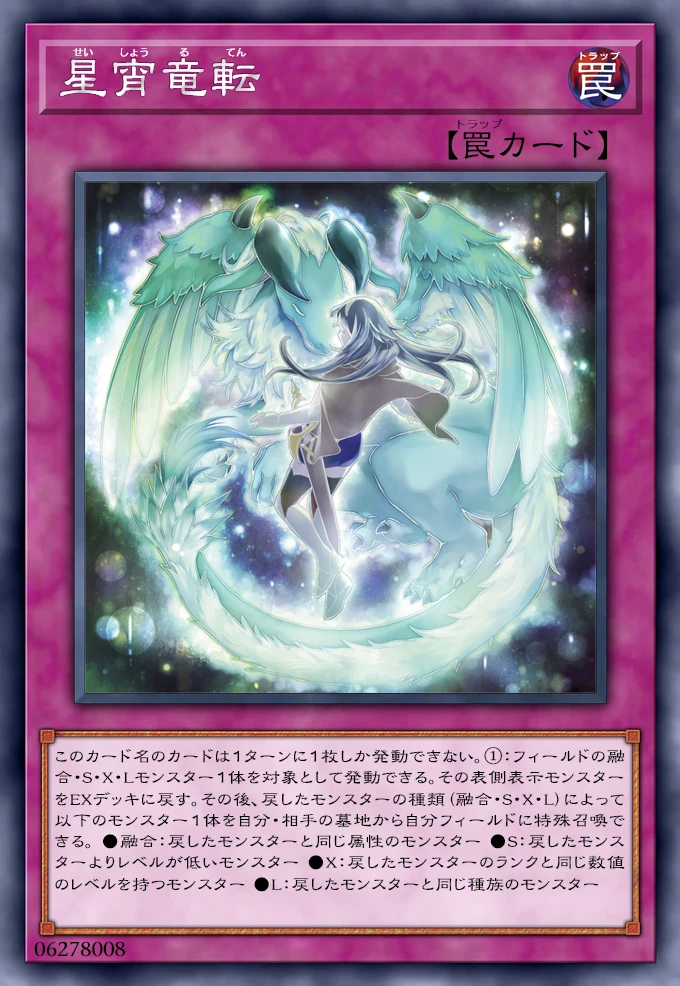 せいしょうるてん
星宵竜転
トラップ
罠
トラップ
【罠カード】
このカード名のカードは1ターンに1枚しか発動できない。①:フィールドの融
合・S・X・Lモンスター1体を対象として発動できる。その表側表示モンスター
をEXデッキに戻す。その後、戻したモンスターの種類(融合・S・X・L)によって
以下のモンスター1体を自分・相手の墓地から自分フィールドに特殊召喚で
きる。●融合:戻したモンスターと同じ属性のモンスター ●S:戻したモンス
ターよりレベルが低いモンスター ●X:戻したモンスターのランクと同じ数値
のレベルを持つモンスター ●L:戻したモンスターと同じ種族のモンスター
06278008